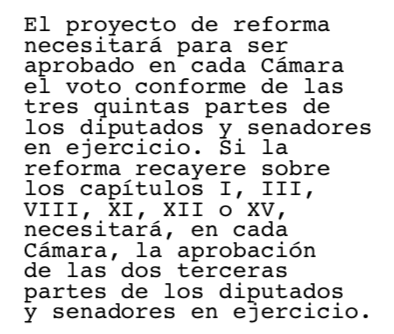 El proyecto de reforma
necesitará para ser
aprobado en cada Cámara
el voto conforme de las
tres quintas partes de
los diputados y senadores
en ejercicio. Si la
reforma recayere sobre
los capítulos I, III,
VIII, XI, XII o XV,
necesitará, en cada
Cámara, la aprobación
de las dos terceras
partes de los diputados
y senadores en ejercicio.